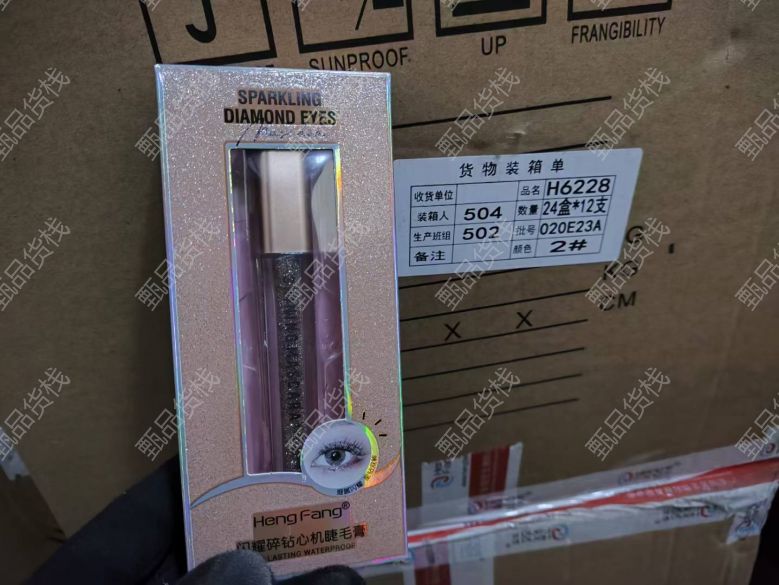 SUNPROOF
UP
FRANGIBILITY
SPARKLING
DIAMOND EYES
货物装箱单
收货单位 品名 H6228
装箱人 504 数量 24盒*12支
生产班组 502 批号 020E23A
备注 颜色 2#
G
KG
CM
X X
Heng Fang®
闪耀碎钻心机睫毛膏
LASTING WATERPROOF
甄品货栈